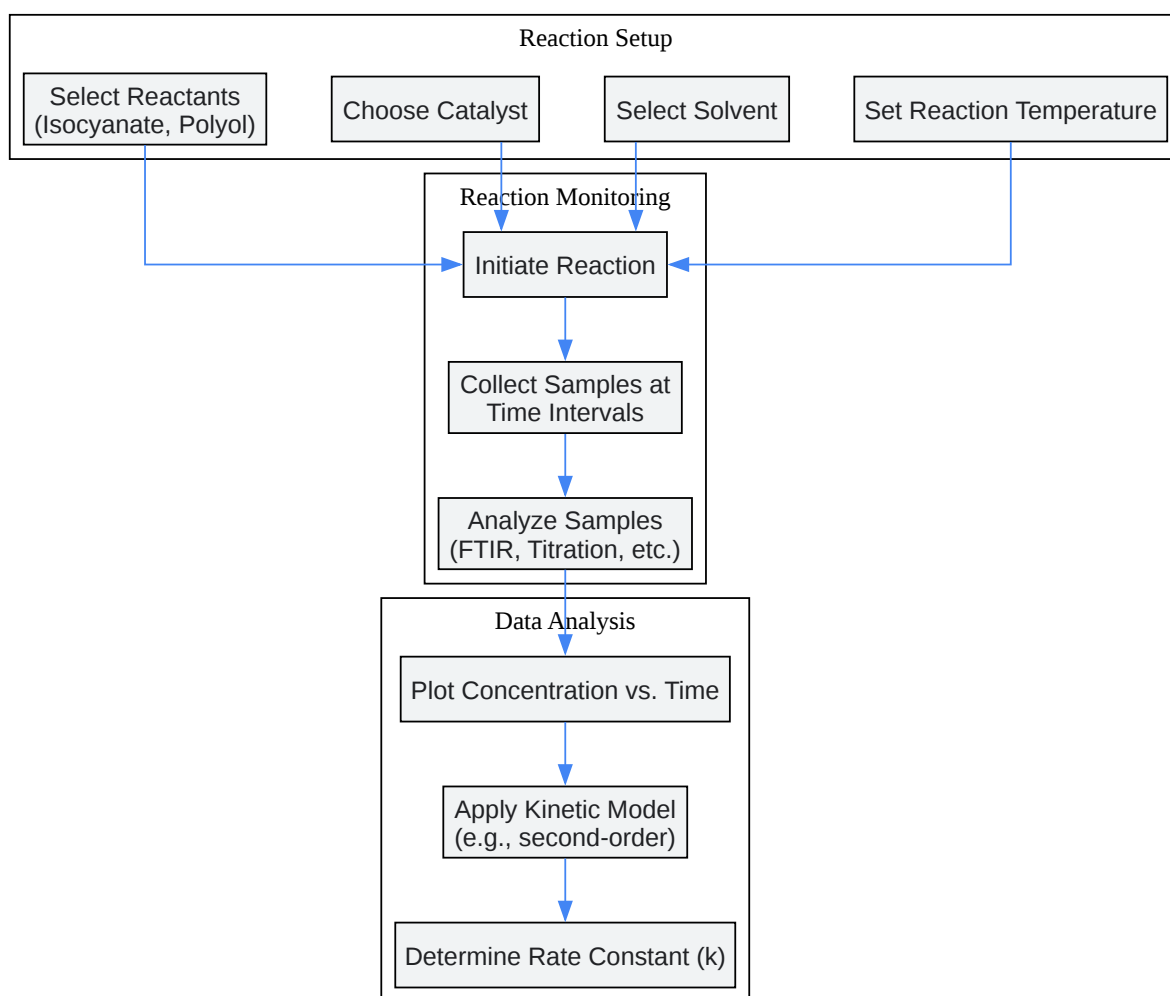 Reaction Setup
Select Reactants
(Isocyanate, Polyol)
Choose Catalyst
Select Solvent
Set Reaction Temperature
Reaction Monitoring
Initiate Reaction
Collect Samples at
Time Intervals
Analyze Samples
(FTIR, Titration, etc.)
Data Analysis
Plot Concentration vs. Time
Apply Kinetic Model
(e.g., second-order)
Determine Rate Constant (k)